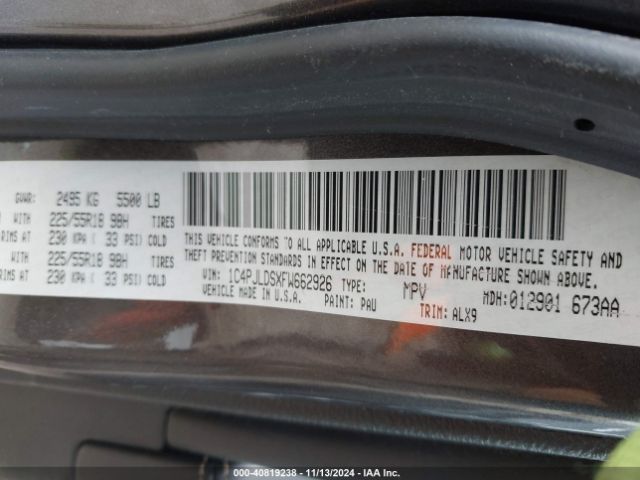 GVWR: 2495 KG 5500 LB
WITH 225/55R18 98H TIRES
RIMS AT 230 KPA ( 33 PSI) COLD
WITH 225/55R18 98H TIRES
RIMS AT 230 KPA ( 33 PSI) COLD
THIS VEHICLE CONFORMS TO ALL APPLICABLE U.S.A. FEDERAL MOTOR VEHICLE SAFETY AND
THEFT PREVENTION STANDARDS IN EFFECT ON THE DATE OF MANUFACTURE SHOWN ABOVE.
VIN: 1C4PJLDSXFW662926 TYPE: MPV MDH:012901 673AA
VEHICLE MADE IN U.S.A. PAINT: PAU TRIM: ALX9
000-40819238 - 11/13/2024 - IAA Inc.